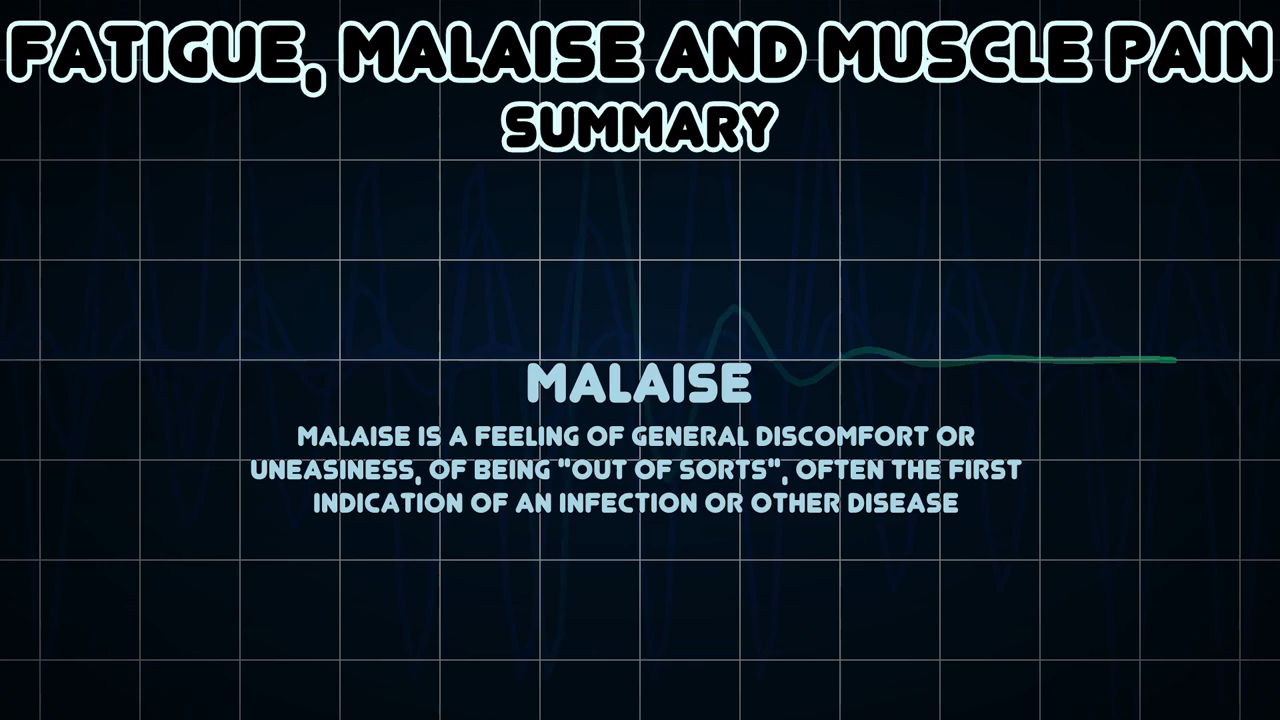 FATIGUE, MALAISE AND MUSCLE PAIN
SUMMARY
MALAISE
MALAISE IS A FEELING OF GENERAL DISCOMFORT OR
UNEASINESS, OF BEING "OUT OF SORTS", OFTEN THE FIRST
INDICATION OF AN INFECTION OR OTHER DISEASE